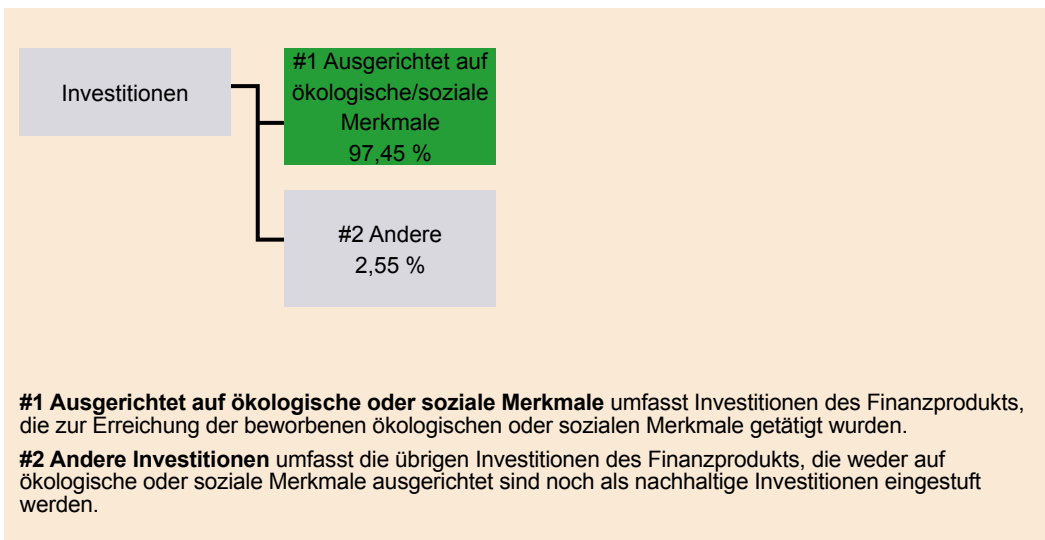 Investitionen
#1 Ausgerichtet auf
ökologische/soziale
Merkmale
97,45 %
#2 Andere
2,55 %
#1 Ausgerichtet auf ökologische oder soziale Merkmale umfasst Investitionen des Finanzprodukts,
die zur Erreichung der beworbenen ökologischen oder sozialen Merkmale getätigt wurden.
#2 Andere Investitionen umfasst die übrigen Investitionen des Finanzprodukts, die weder auf
ökologische oder soziale Merkmale ausgerichtet sind noch als nachhaltige Investitionen eingestuft
werden.